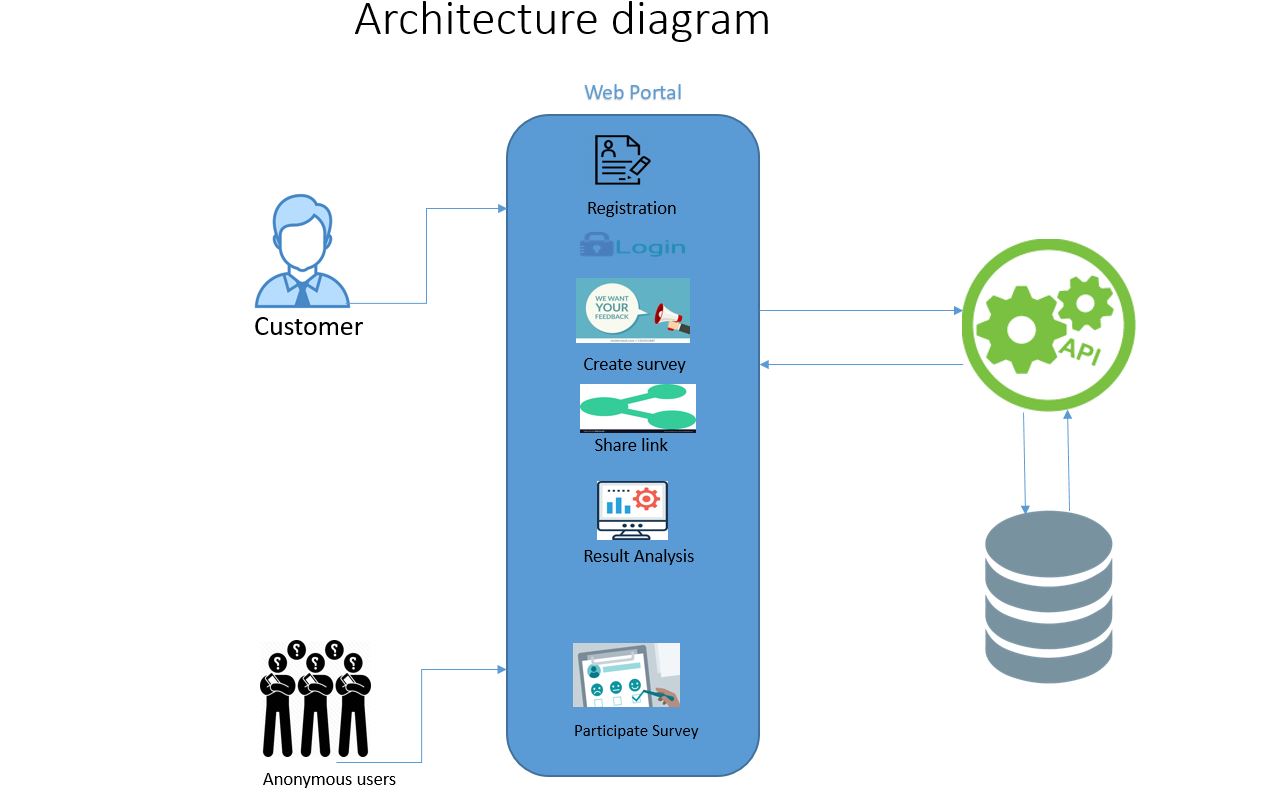 Architecture diagram
Web Portal
Registration
Login
WE WANT
YOUR
FEEDBACK
Create survey
Share link
Result Analysis
Participate Survey
Customer
Anonymous users
API